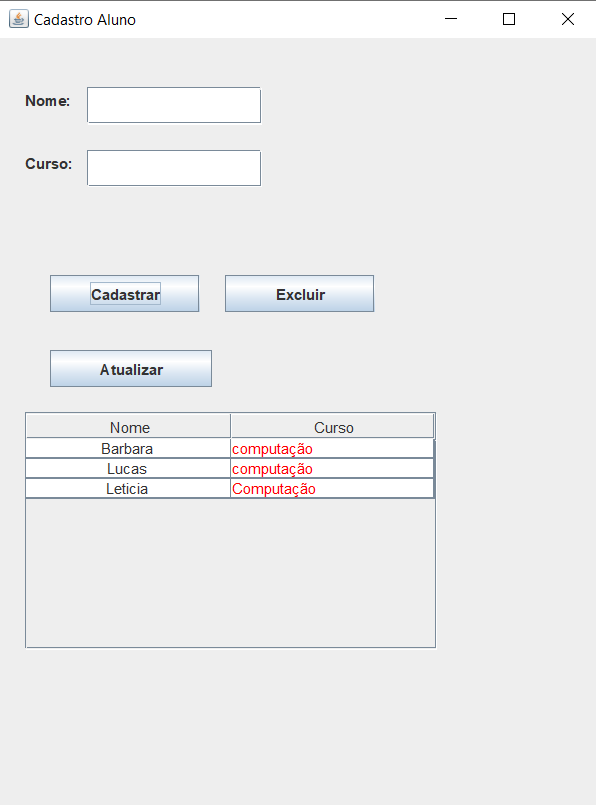 Cadastro Aluno
Nome:
Curso:
Cadastrar Excluir
Atualizar
Nome Curso
Barbara computação
Lucas computação
Leticia Computação